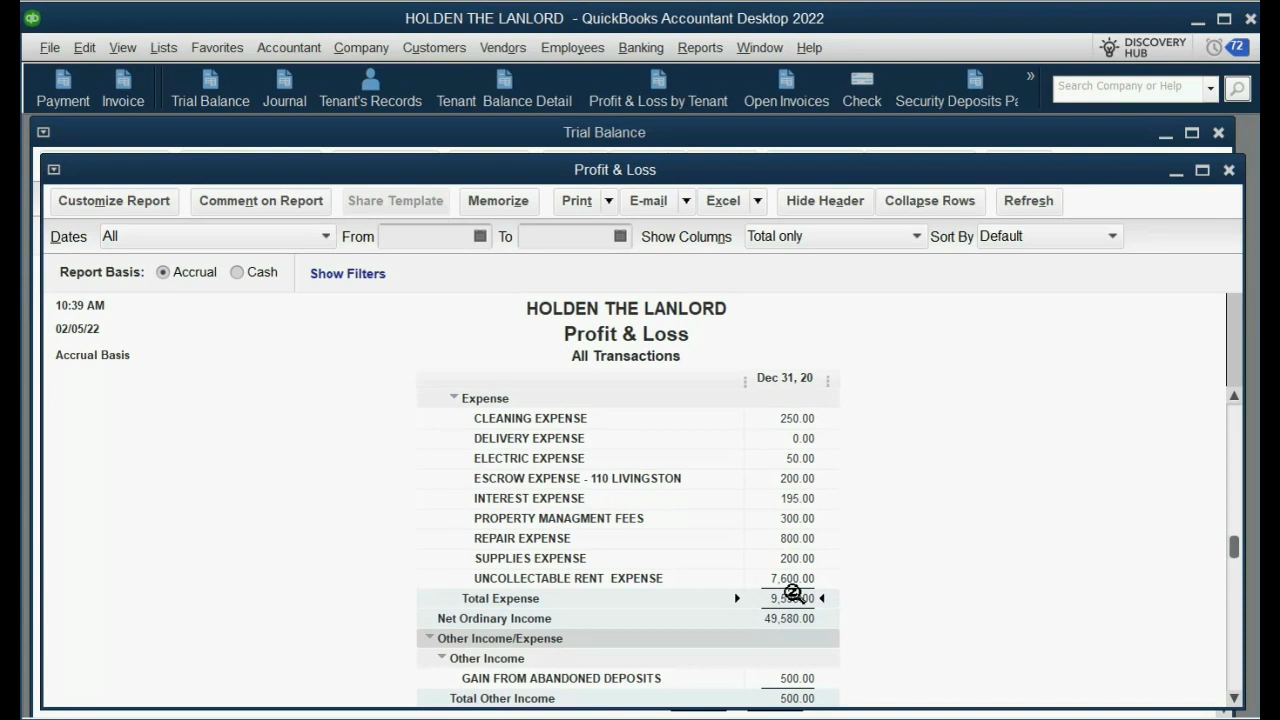 qb HOLDEN THE LANLORD - QuickBooks Accountant Desktop 2022
File Edit View Lists Favorites Accountant Company Customers Vendors Employees Banking Reports Window Help DISCOVERY HUB 72
Payment Invoice Trial Balance Journal Tenant's Records Tenant Balance Detail Profit & Loss by Tenant Open Invoices Check Security Deposits Pa » Search Company or Help
Trial Balance
Profit & Loss
Customize Report Comment on Report Share Template Memorize Print E-mail Excel Hide Header Collapse Rows Refresh
Dates All From To Show Columns Total only Sort By Default
Report Basis: Accrual Cash Show Filters
10:39 AM HOLDEN THE LANLORD
02/05/22 Profit & Loss
Accrual Basis All Transactions
Dec 31, 20
Expense
CLEANING EXPENSE 250.00
DELIVERY EXPENSE 0.00
ELECTRIC EXPENSE 50.00
ESCROW EXPENSE - 110 LIVINGSTON 200.00
INTEREST EXPENSE 195.00
PROPERTY MANAGMENT FEES 300.00
REPAIR EXPENSE 800.00
SUPPLIES EXPENSE 200.00
UNCOLLECTABLE RENT EXPENSE 7,600.00
Total Expense
Net Ordinary Income 49,580.00
Other Income/Expense
Other Income
GAIN FROM ABANDONED DEPOSITS 500.00
Total Other Income 500.00